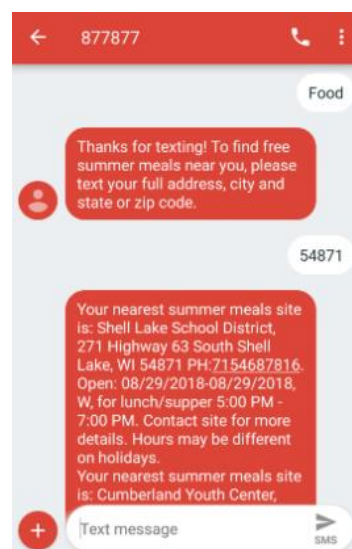 877877
Food
Thanks for texting! To find free
summer meals near you, please
text your full address, city and
state or zip code.
54871
Your nearest summer meals site
is: Shell Lake School District,
271 Highway 63 South Shell
Lake, WI 54871 PH:7154687816.
Open: 08/29/2018-08/29/2018,
W, for lunch/supper 5:00 PM -
7:00 PM. Contact site for more
details. Hours may be different
on holidays.
Your nearest summer meals site
is: Cumberland Youth Center,
Text message
SMS